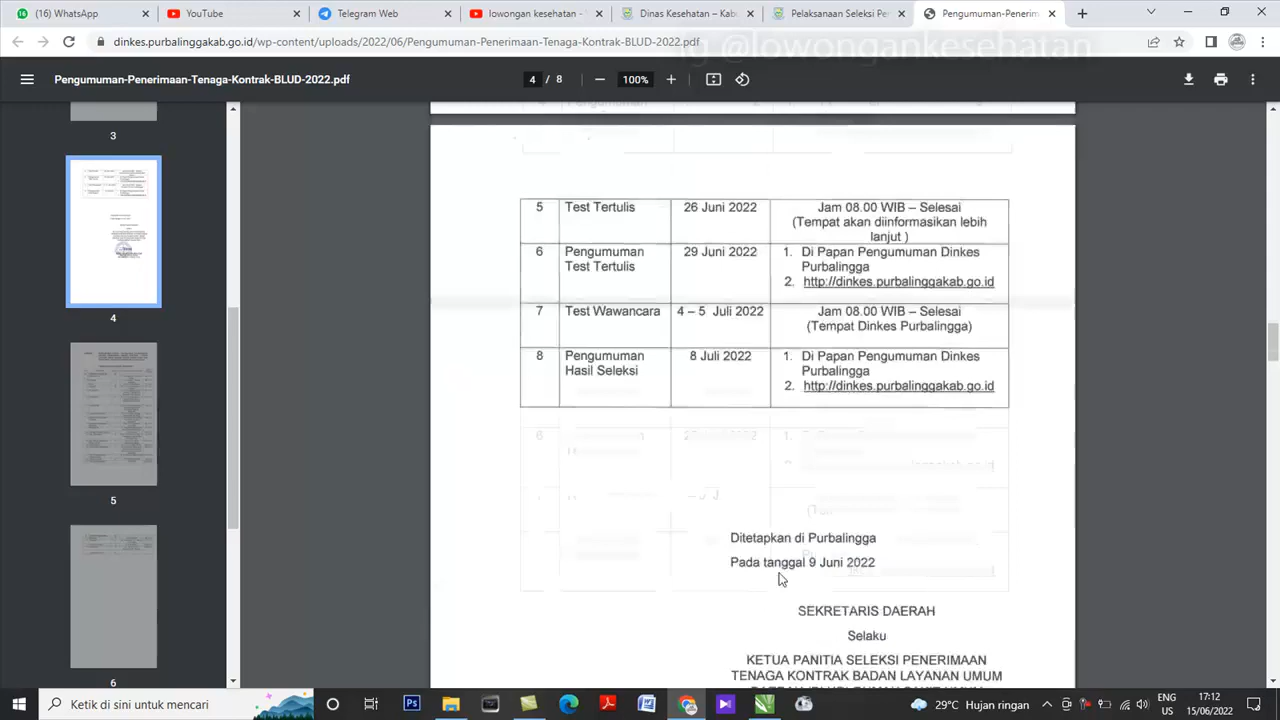 (16) WhatsApp
YouTube
Telegram Web
lowongan kesehatan -
Dinas Kesehatan – Kabu
Pelaksanaan Seleksi Per
Pengumuman-Penerim
dinkes.purbalinggakab.go.id/wp-content/uploads/2022/06/Pengumuman-Penerimaan-Tenaga-Kontrak-BLUD-2022.pdf
ig @lowongankesehatan
Pengumuman-Penerimaan-Tenaga-Kontrak-BLUD-2022.pdf
4 / 8
100%
3
4
5
6
5 Test Tertulis 26 Juni 2022 Jam 08.00 WIB – Selesai
(Tempat akan diinformasikan lebih
lanjut )
6 Pengumuman 29 Juni 2022 1. Di Papan Pengumuman Dinkes
Test Tertulis Purbalingga
2. http://dinkes.purbalinggakab.go.id
7 Test Wawancara 4 – 5 Juli 2022 Jam 08.00 WIB – Selesai
(Tempat Dinkes Purbalingga)
8 Pengumuman 8 Juli 2022 1. Di Papan Pengumuman Dinkes
Hasil Seleksi Purbalingga
2. http://dinkes.purbalinggakab.go.id
Ditetapkan di Purbalingga
Pada tanggal 9 Juni 2022
SEKRETARIS DAERAH
Selaku
KETUA PANITIA SELEKSI PENERIMAAN
TENAGA KONTRAK BADAN LAYANAN UMUM
Ketik di sini untuk mencari
29°C Hujan ringan
ENG
US
17:12
15/06/2022